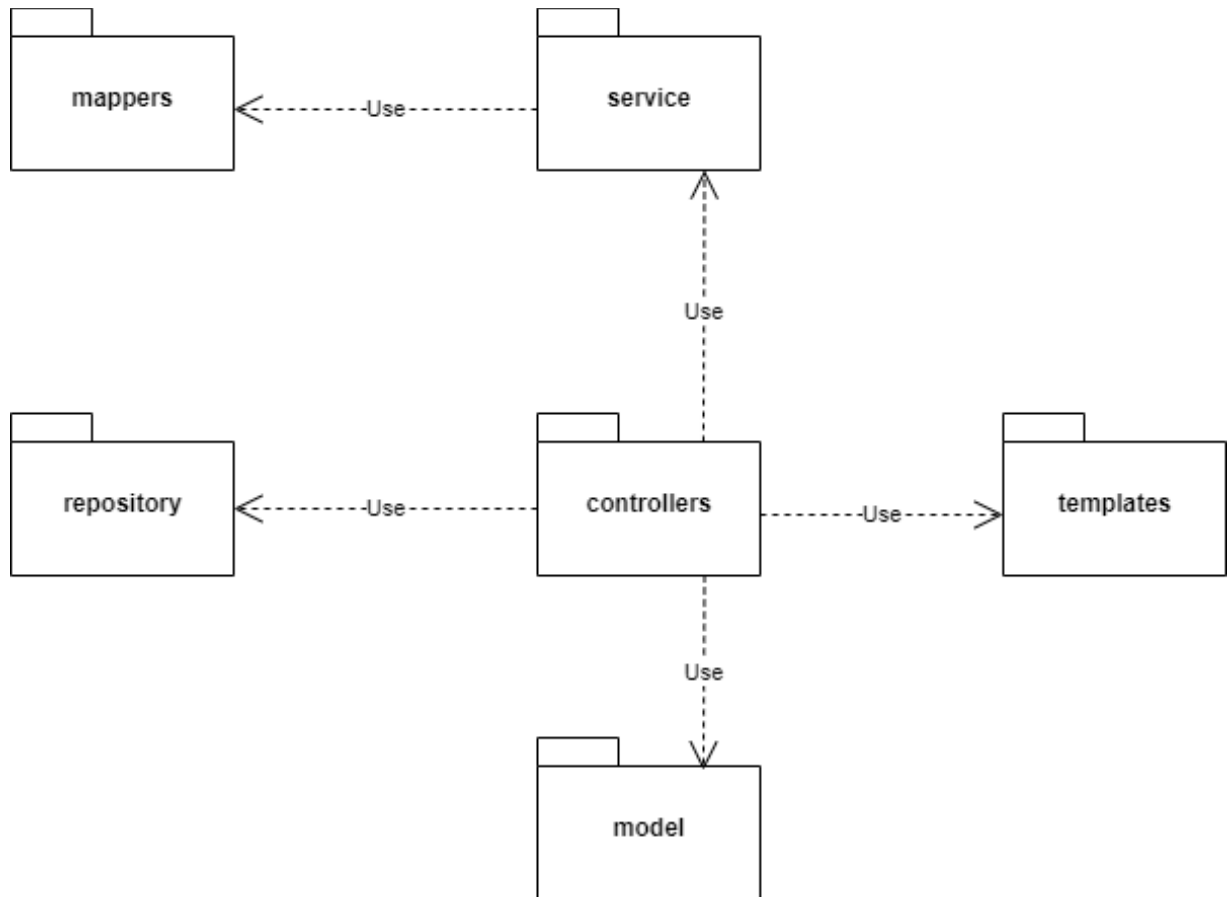 mappers
Use
service
Use
repository
Use
controllers
Use
templates
Use
model